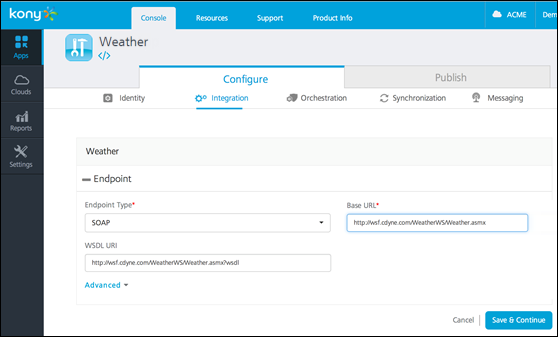 kony
Console
Resources
Support
Product Info
ACME
Dem
Apps
Clouds
Reports
Settings
Weather
</>
Configure
Publish
Identity
Integration
Orchestration
Synchronization
Messaging
Weather
Endpoint
Endpoint Type*
Base URL*
SOAP
http://wsf.cdyne.com/WeatherWS/Weather.asmx
WSDL URI
http://wsf.cdyne.com/WeatherWS/Weather.asmx?wsdl
Advanced
Cancel
Save & Continue